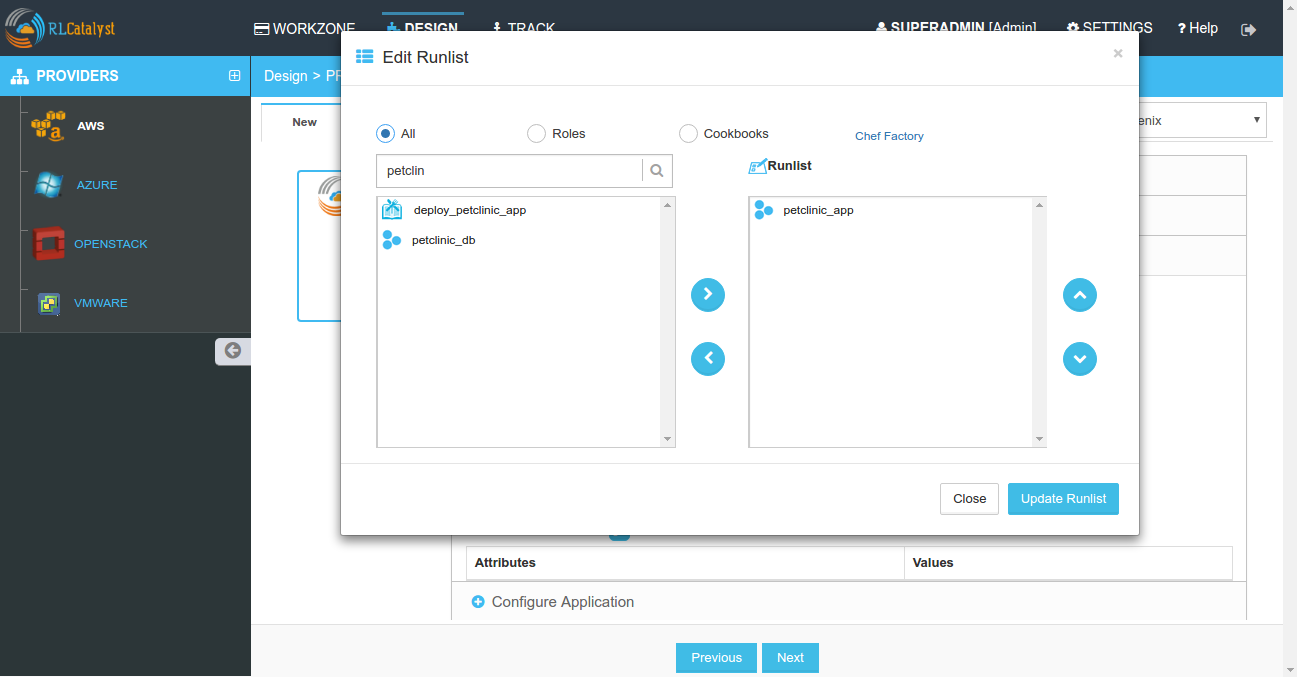 RLCatalyst
WORKZONE
DESIGN
TRACK
SUPERADMIN [Admin]
SETTINGS
? Help
PROVIDERS
Design > PR
AWS
AZURE
OPENSTACK
VMWARE
New
enix
Edit Runlist
×
All
Roles
Cookbooks
Chef Factory
petclin
Runlist
deploy_petclinic_app
petclinic_db
petclinic_app
Close
Update Runlist
Attributes
Values
Configure Application
Previous
Next